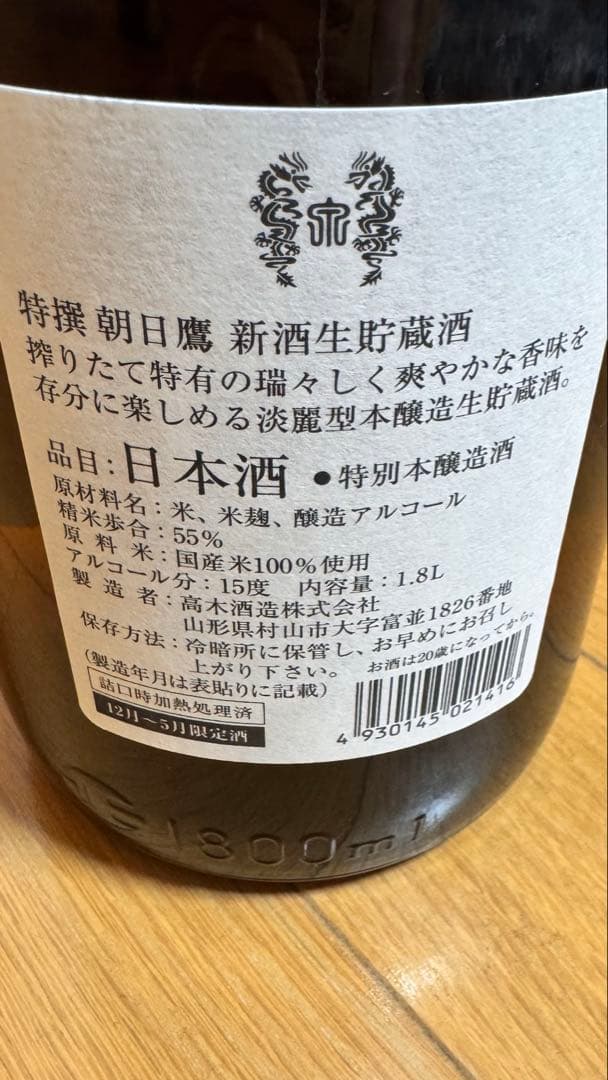 特撰 朝日鷹 新酒生貯蔵酒
搾りたて特有の瑞々しく爽やかな香味を
存分に楽しめる淡麗型本醸造生貯蔵酒。
品目：日本酒 ●特別本醸造酒
原材料名：米、米麹、醸造アルコール
精米歩合：55％
原料米：国産米100％使用
アルコール分：15度 内容量：1.8L
製造者：高木酒造株式会社
山形県村山市大字富並1826番地
保存方法：冷暗所に保管し、お早めにお召し
上がり下さい。
お酒は20歳になってから。
(製造年月は表貼りに記載)
詰口時加熱処理済
12月〜5月限定酒
4 930145 021416
1800ml